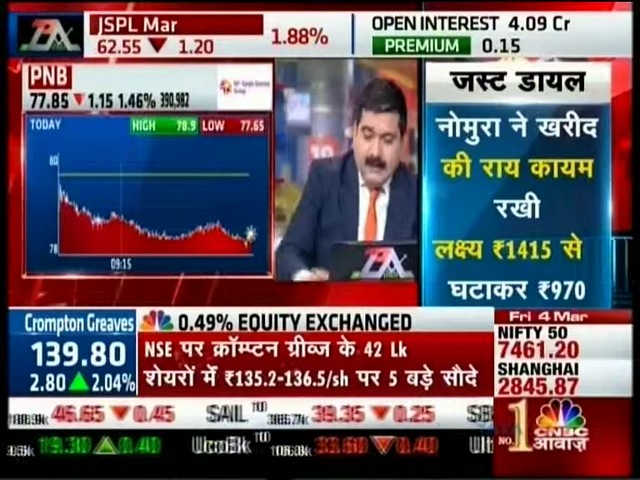 JSPL Mar
62.55 ▼ 1.20
1.88%
OPEN INTEREST 4.09 Cr
PREMIUM 0.15
PNB
77.85 ▼ 1.15 1.46% 390,982
TODAY
HIGH 78.9 LOW 77.65
80
78
09:15
जस्ट डायल
नोमुरा ने खरीद
की राय कायम
रखी
लक्ष्य ₹1415 से
घटाकर ₹970
Crompton Greaves
139.80
2.80 ▲ 2.04%
0.49% EQUITY EXCHANGED
NSE पर क्रॉम्प्टन ग्रीव्ज के 42 Lk
शेयरों में ₹135.2-136.5/sh पर 5 बड़े सौदे
Fri 4 Mar
NIFTY 50
7461.20
SHANGHAI
2845.87
46.65 ▼ 0.45 SAIL 39.35 ▼ 0.25
19.30 ▲ 0.40 UcoBk 33.60 ▼ 0.40
NO. 1 CNBC
आवाज़